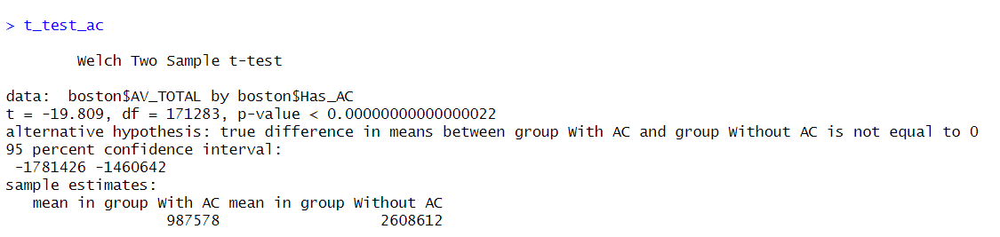 > t_test_ac
Welch Two Sample t-test
data:  boston$AV_TOTAL by boston$Has_AC
t = -19.809, df = 171283, p-value < 0.00000000000000022
alternative hypothesis: true difference in means between group With AC and group Without AC is not equal to 0
95 percent confidence interval:
 -1781426 -1460642
sample estimates:
   mean in group With AC mean in group Without AC
                  987578                  2608612